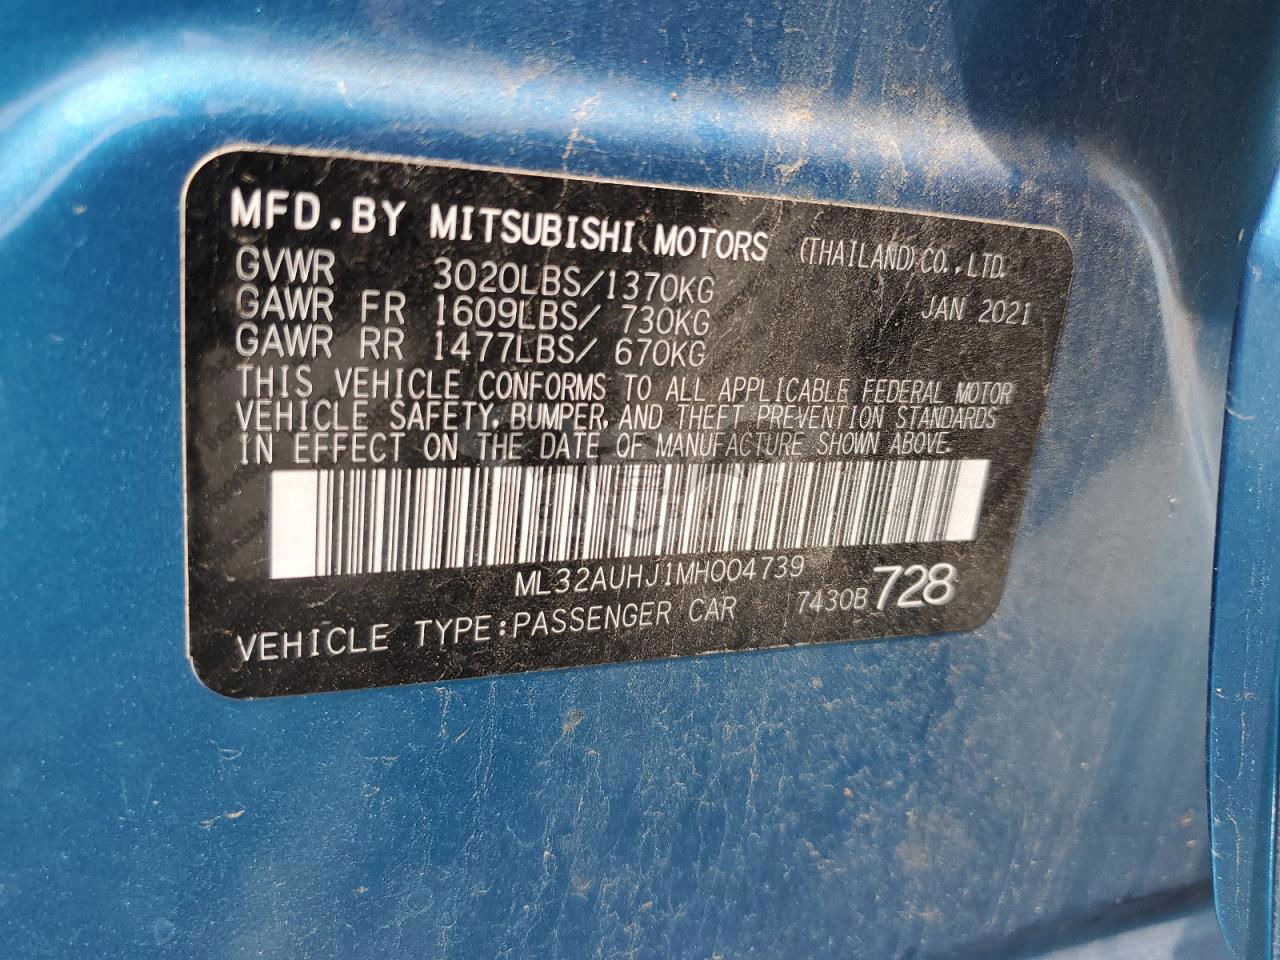 MFD.BY MITSUBISHI MOTORS (THAILAND)CO.,LTD.
GVWR 3020LBS/1370KG JAN 2021
GAWR FR 1609LBS/ 730KG
GAWR RR 1477LBS/ 670KG
THIS VEHICLE CONFORMS TO ALL APPLICABLE FEDERAL MOTOR
VEHICLE SAFETY, BUMPER, AND THEFT PREVENTION STANDARDS
IN EFFECT ON THE DATE OF MANUFACTURE SHOWN ABOVE.
ML32AUHJ1MH004739
VEHICLE TYPE:PASSENGER CAR 7430B 728